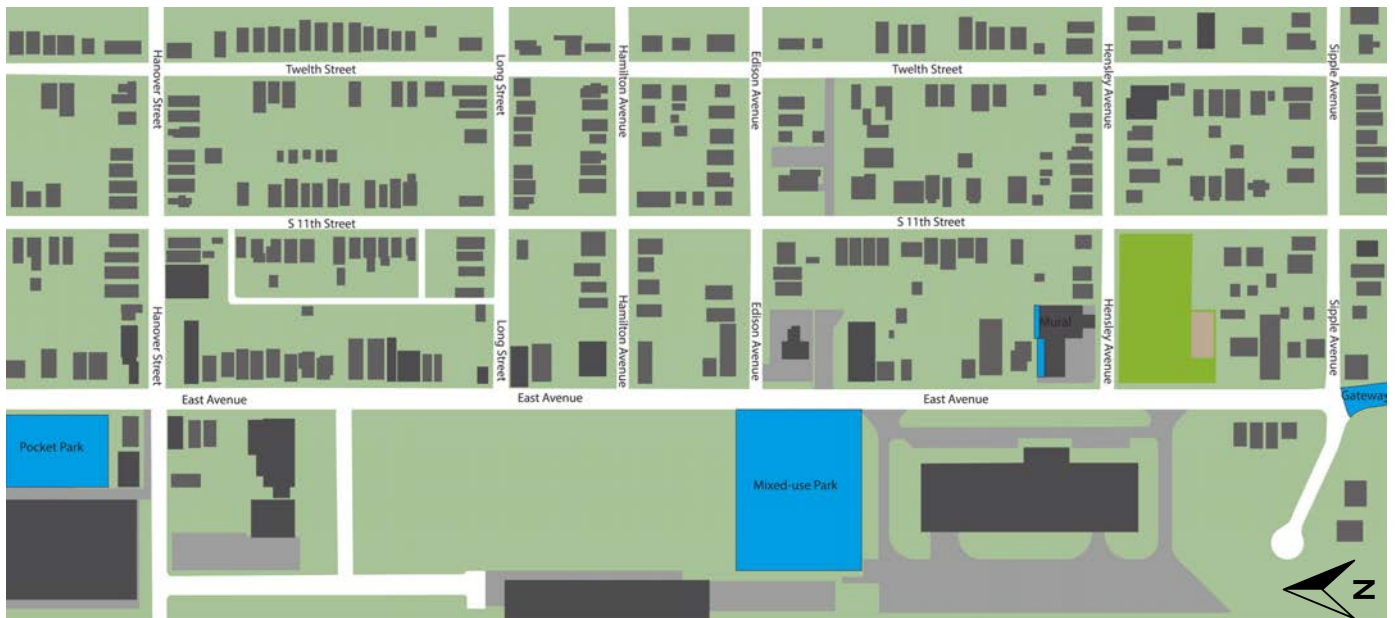 Twelth Street
Twelth Street
Hanover Street
Long Street
Hamilton Avenue
Edison Avenue
Hensley Avenue
Sipple Avenue
S 11th Street
S 11th Street
Hanover Street
Long Street
Hamilton Avenue
Edison Avenue
Mural
Hensley Avenue
Sipple Avenue
East Avenue
East Avenue
East Avenue
Gateway
Pocket Park
Mixed-use Park
N